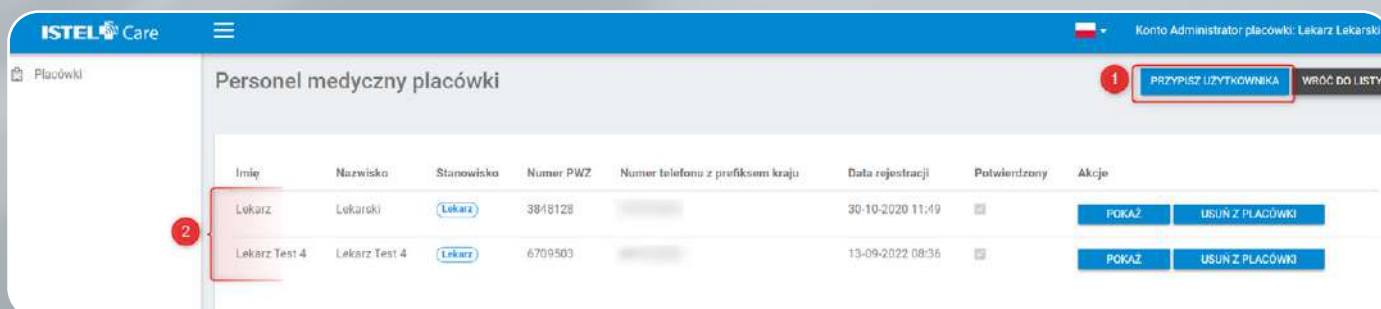 ISTEL Care
Konto Administrator placówki: Lekarz Lekarski
Placówki
Personel medyczny placówki
1
PRZYPISZ UŻYTKOWNIKA
WRÓĆ DO LISTY
Imię Nazwisko Stanowisko Numer PWZ Numer telefonu z prefiksem kraju Data rejestracji Potwierdzony Akcje
2
Lekarz Lekarski Lekarz 3848128 30-10-2020 11:49 POKAŻ USUŃ Z PLACÓWKI
Lekarz Test 4 Lekarz Test 4 Lekarz 6709503 13-09-2022 08:36 POKAŻ USUŃ Z PLACÓWKI